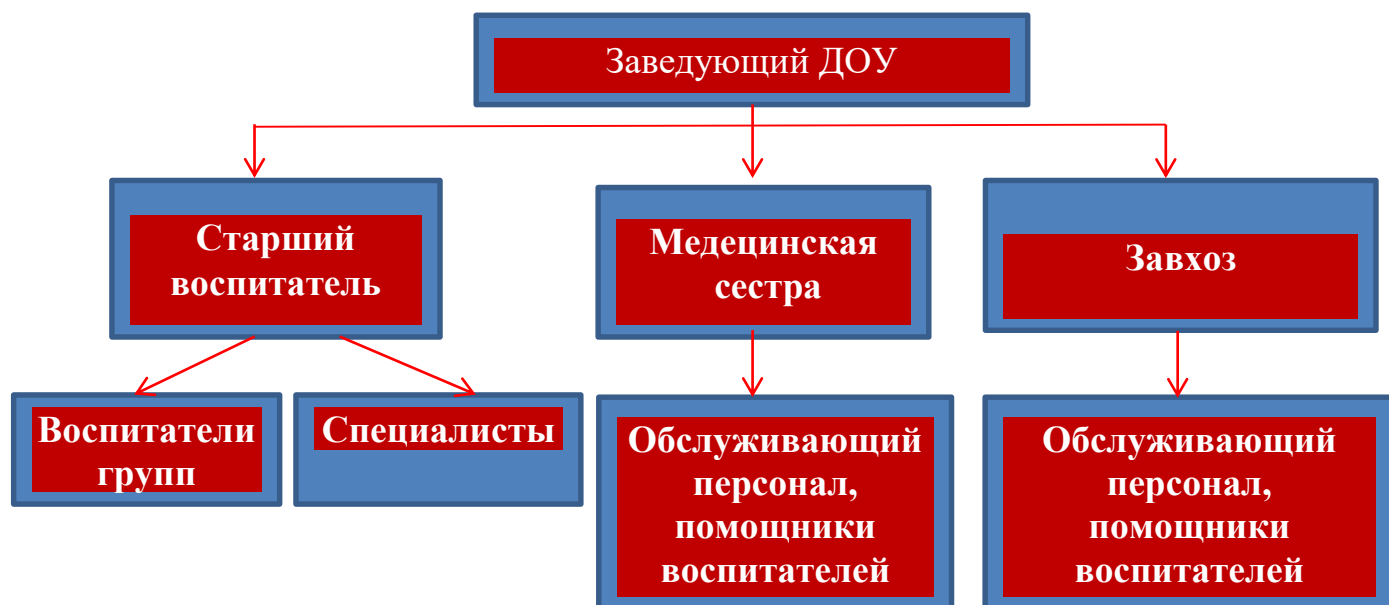 Заведующий ДОУ
Старший
воспитатель
Медецинская
сестра
Завхоз
Воспитатели
групп
Специалисты
Обслуживающий
персонал,
помощники
воспитателей
Обслуживающий
персонал,
помощники
воспитателей